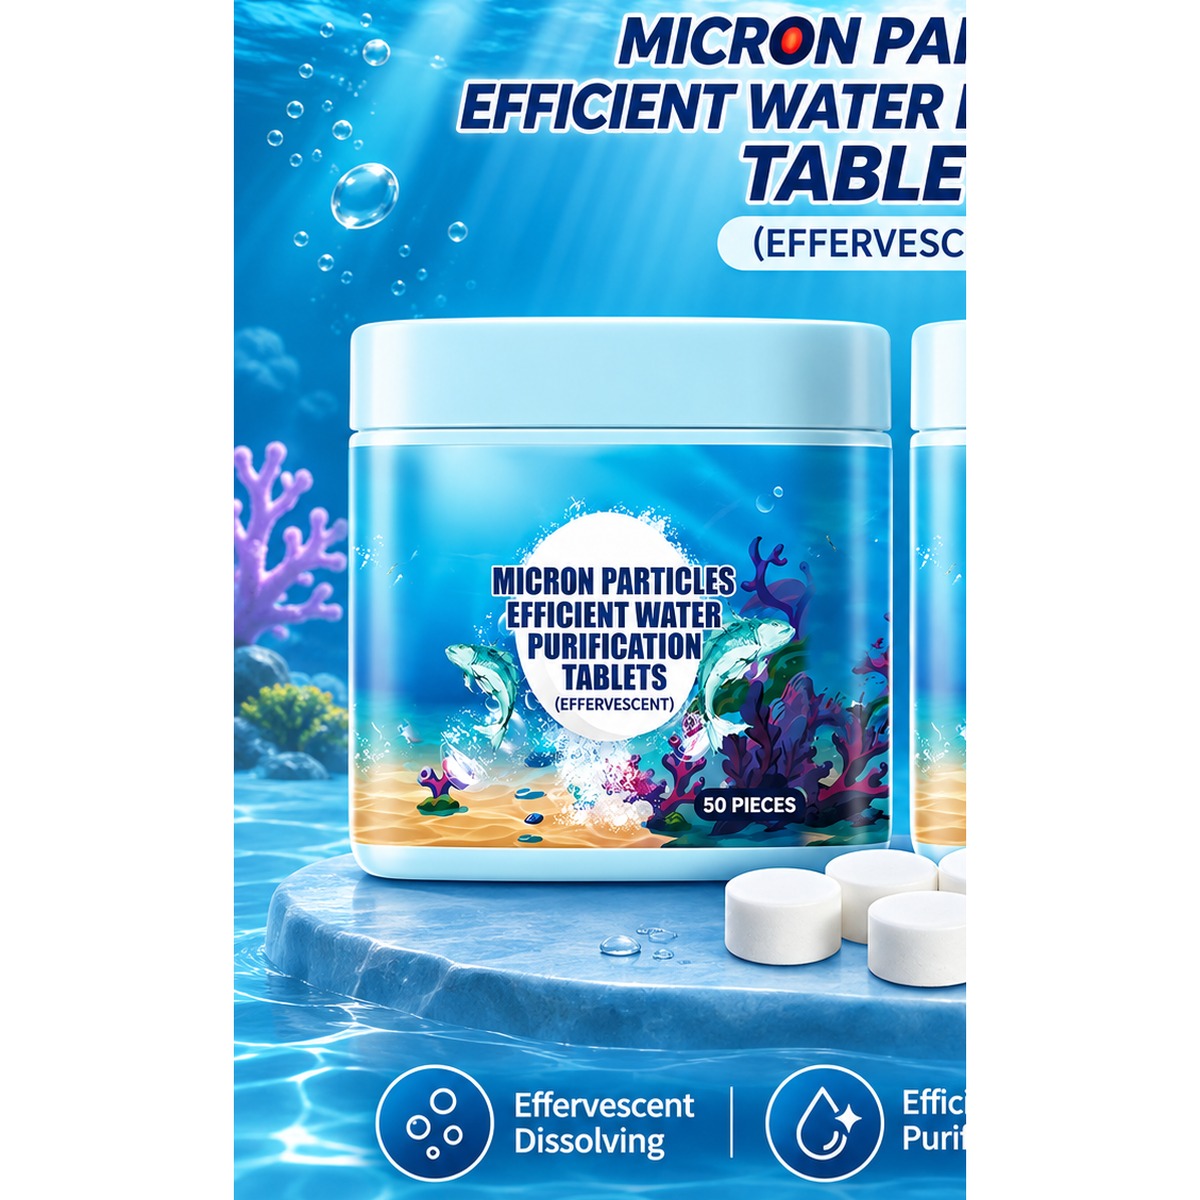 MICRON PA
EFFICIENT WATER
TABLE
(EFFERVESC
MICRON PARTICLES
EFFICIENT WATER
PURIFICATION
TABLETS
(EFFERVESCENT)
50 PIECES
Effervescent
Dissolving
Effici
Purif